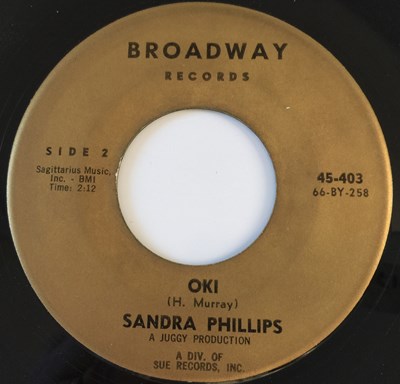 BROADWAY
RECORDS
SIDE 2
Sagittarius Music,
Inc. - BMI
Time: 2:12
45-403
66-BY-258
OKI
(H. Murray)
SANDRA PHILLIPS
A JUGGY PRODUCTION
A DIV. OF
SUE RECORDS, INC.